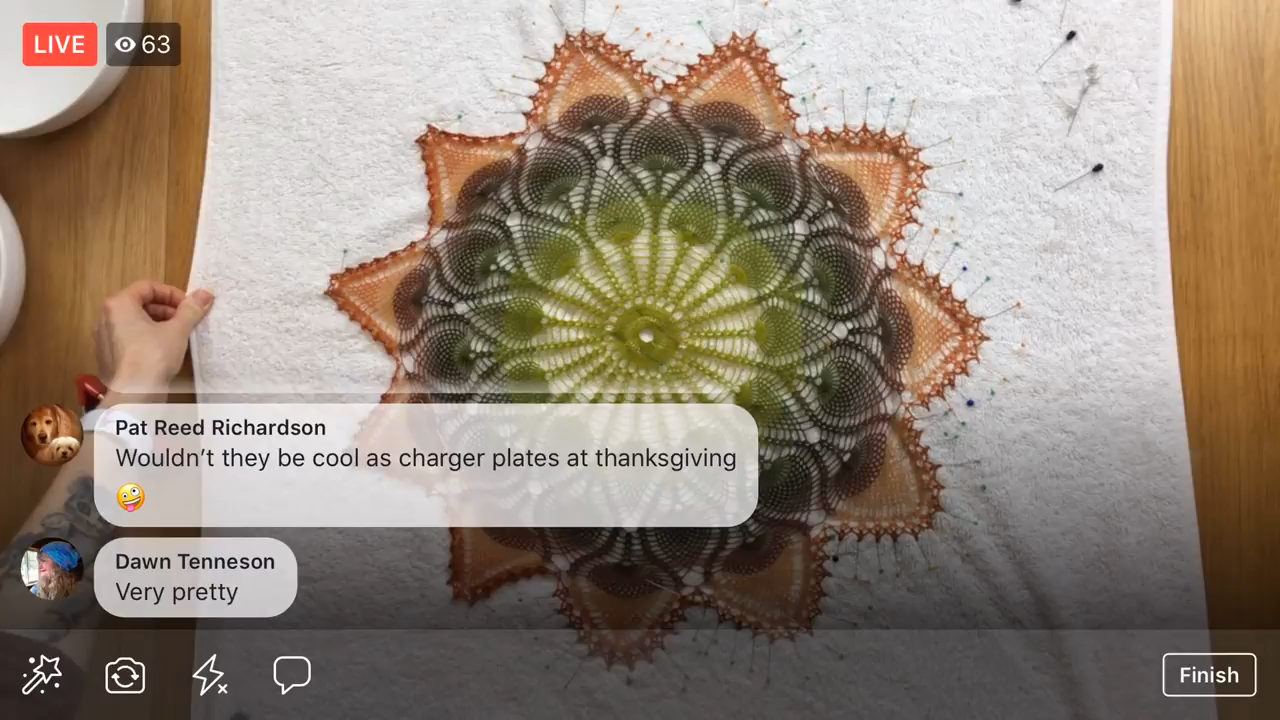 LIVE
63
Pat Reed Richardson
Wouldn’t they be cool as charger plates at thanksgiving
🤪
Dawn Tenneson
Very pretty
Finish